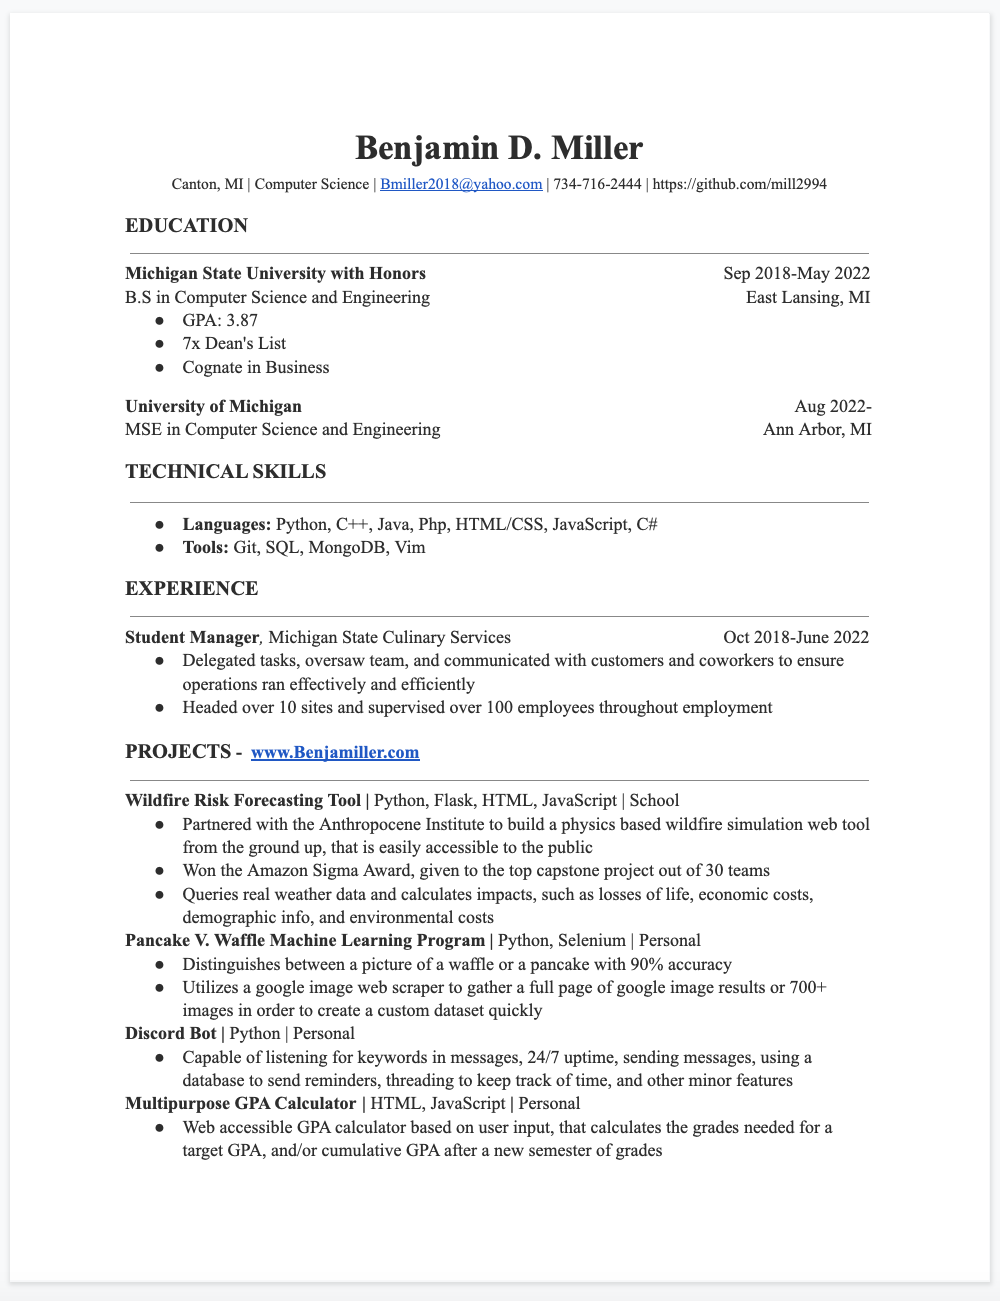 Benjamin D. Miller
Canton, MI | Computer Science | Bmiller2018@yahoo.com | 734-716-2444 | https://github.com/mill2994
EDUCATION
Michigan State University with Honors Sep 2018-May 2022
B.S in Computer Science and Engineering East Lansing, MI
● GPA: 3.87
● 7x Dean's List
● Cognate in Business
University of Michigan Aug 2022-
MSE in Computer Science and Engineering Ann Arbor, MI
TECHNICAL SKILLS
● Languages: Python, C++, Java, Php, HTML/CSS, JavaScript, C#
● Tools: Git, SQL, MongoDB, Vim
EXPERIENCE
Student Manager, Michigan State Culinary Services Oct 2018-June 2022
● Delegated tasks, oversaw team, and communicated with customers and coworkers to ensure
operations ran effectively and efficiently
● Headed over 10 sites and supervised over 100 employees throughout employment
PROJECTS - www.Benjamiller.com
Wildfire Risk Forecasting Tool | Python, Flask, HTML, JavaScript | School
● Partnered with the Anthropocene Institute to build a physics based wildfire simulation web tool
from the ground up, that is easily accessible to the public
● Won the Amazon Sigma Award, given to the top capstone project out of 30 teams
● Queries real weather data and calculates impacts, such as losses of life, economic costs,
demographic info, and environmental costs
Pancake V. Waffle Machine Learning Program | Python, Selenium | Personal
● Distinguishes between a picture of a waffle or a pancake with 90% accuracy
● Utilizes a google image web scraper to gather a full page of google image results or 700+
images in order to create a custom dataset quickly
Discord Bot | Python | Personal
● Capable of listening for keywords in messages, 24/7 uptime, sending messages, using a
database to send reminders, threading to keep track of time, and other minor features
Multipurpose GPA Calculator | HTML, JavaScript | Personal
● Web accessible GPA calculator based on user input, that calculates the grades needed for a
target GPA, and/or cumulative GPA after a new semester of grades